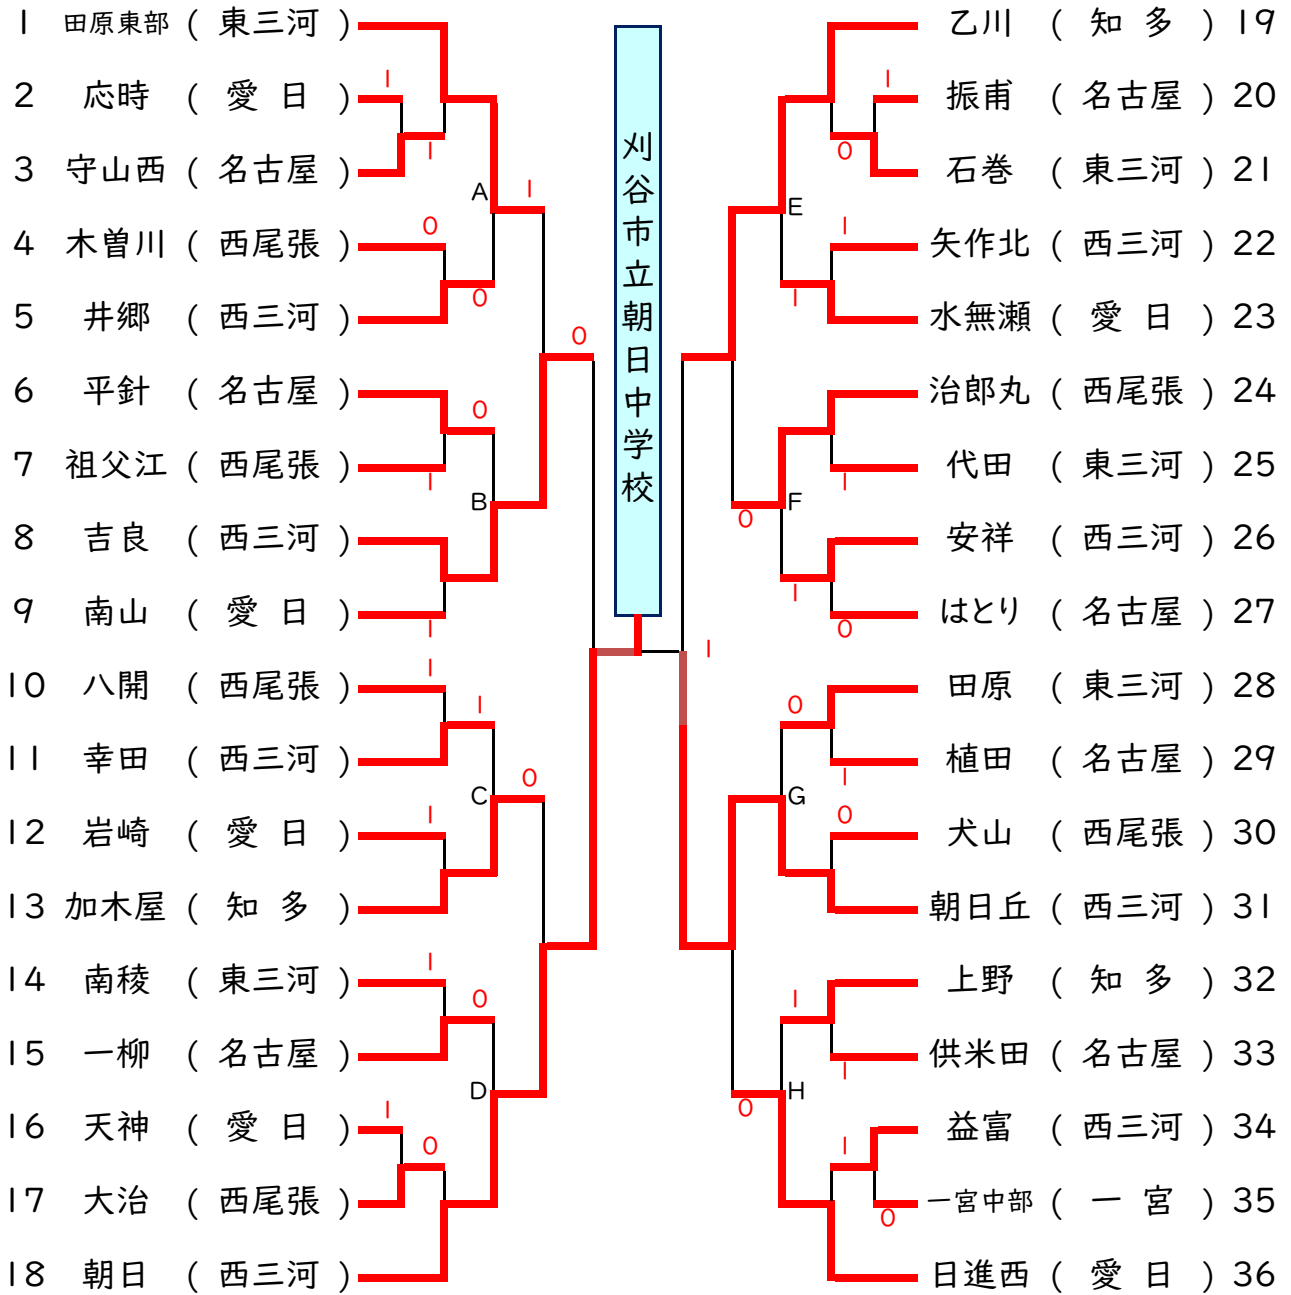 1 田原東部 ( 東三河 )
1
2 応時 ( 愛 日 )
1
3 守山西 ( 名古屋 )
A 1
0
4 木曽川 ( 西尾張 )
0
5 井郷 ( 西三河 )
0
6 平針 ( 名古屋 )
0
7 祖父江 ( 西尾張 )
1
B
8 吉良 ( 西三河 )
9 南山 ( 愛 日 )
1
1
10 八開 ( 西尾張 )
1
11 幸田 ( 西三河 )
C 0
1
12 岩崎 ( 愛 日 )
13 加木屋 ( 知 多 )
1
14 南稜 ( 東三河 )
0
15 一柳 ( 名古屋 )
D
1
16 天神 ( 愛 日 )
0
17 大治 ( 西尾張 )
18 朝日 ( 西三河 )
刈谷市立朝日中学校
乙川 ( 知 多 ) 19
1
振甫 ( 名古屋 ) 20
0
石巻 ( 東三河 ) 21
E
1
矢作北 ( 西三河 ) 22
1
水無瀬 ( 愛 日 ) 23
治郎丸 ( 西尾張 ) 24
代田 ( 東三河 ) 25
1
F
0
安祥 ( 西三河 ) 26
1
はとり ( 名古屋 ) 27
0
1
田原 ( 東三河 ) 28
0
植田 ( 名古屋 ) 29
1
G
0
犬山 ( 西尾張 ) 30
朝日丘 ( 西三河 ) 31
上野 ( 知 多 ) 32
1
供米田 ( 名古屋 ) 33
1
H
0
益富 ( 西三河 ) 34
1
一宮中部 ( 一 宮 ) 35
0
日進西 ( 愛 日 ) 36